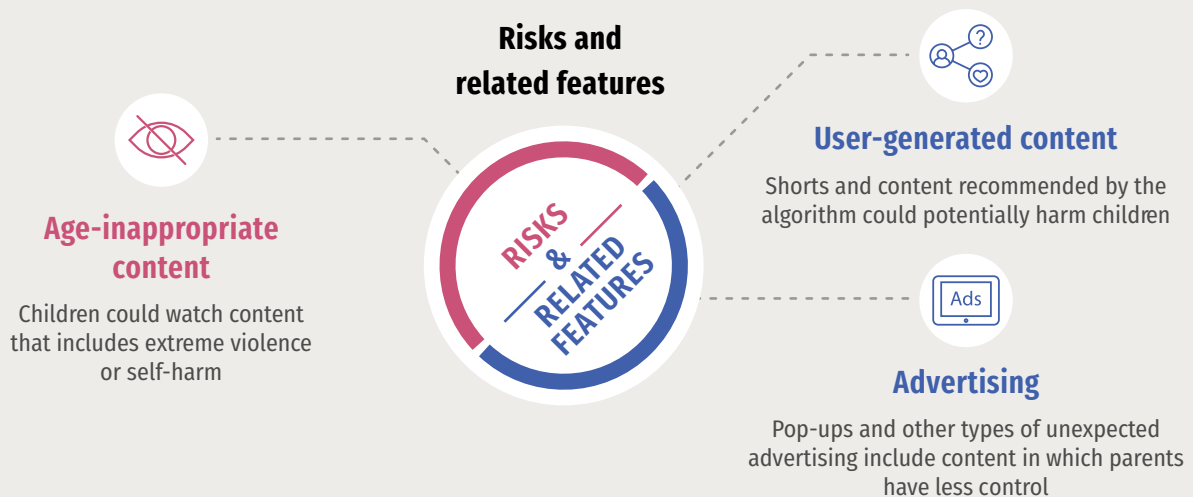 Risks and
related features
Age-inappropriate
content
Children could watch content
that includes extreme violence
or self-harm
RISKS
&
RELATED
FEATURES
?
User-generated content
Shorts and content recommended by the
algorithm could potentially harm children
Ads
Advertising
Pop-ups and other types of unexpected
advertising include content in which parents
have less control